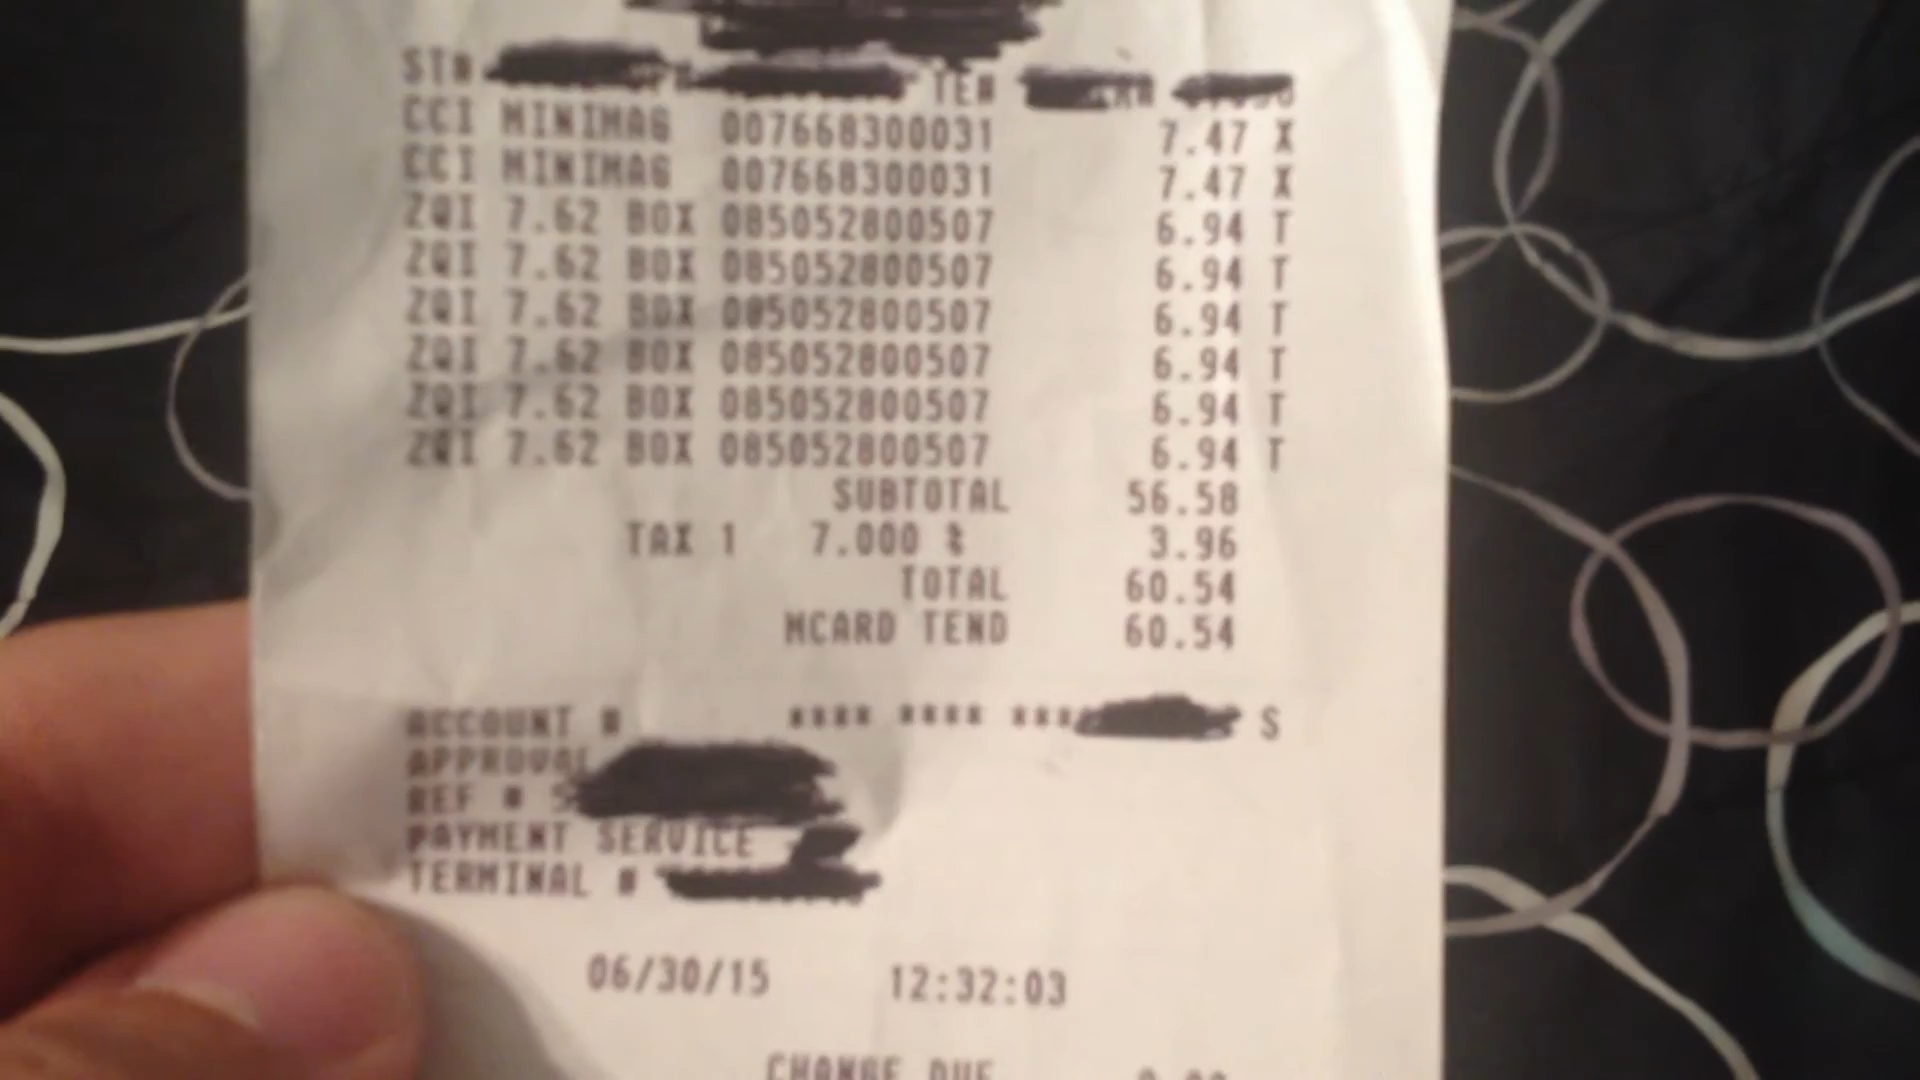 ST#
TE#
CCI MINIMAG 007668300031 7.47 X
CCI MINIMAG 007668300031 7.47 X
ZQI 7.62 BOX 085052800507 6.94 T
ZQI 7.62 BOX 085052800507 6.94 T
ZQI 7.62 BOX 085052800507 6.94 T
ZQI 7.62 BOX 085052800507 6.94 T
ZQI 7.62 BOX 085052800507 6.94 T
ZQI 7.62 BOX 085052800507 6.94 T
SUBTOTAL 56.58
TAX 1 7.000 % 3.96
TOTAL 60.54
MCARD TEND 60.54
ACCOUNT # **** **** *** S
APPROVAL
REF # 5
PAYMENT SERVICE
TERMINAL #
06/30/15 12:32:03
CHANGE DUE